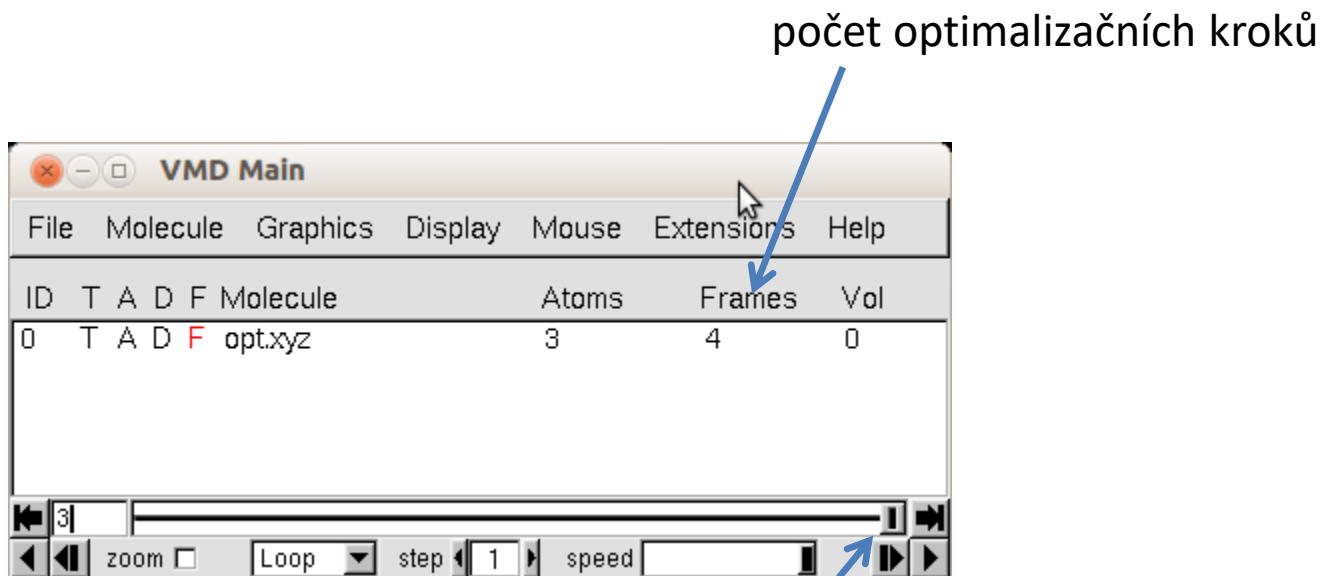 počet optimalizačních kroků
VMD Main
File Molecule Graphics Display Mouse Extensions Help
ID T A D F Molecule Atoms Frames Vol
0 T A D F opt.xyz 3 4 0
3
zoom Loop step 1 speed